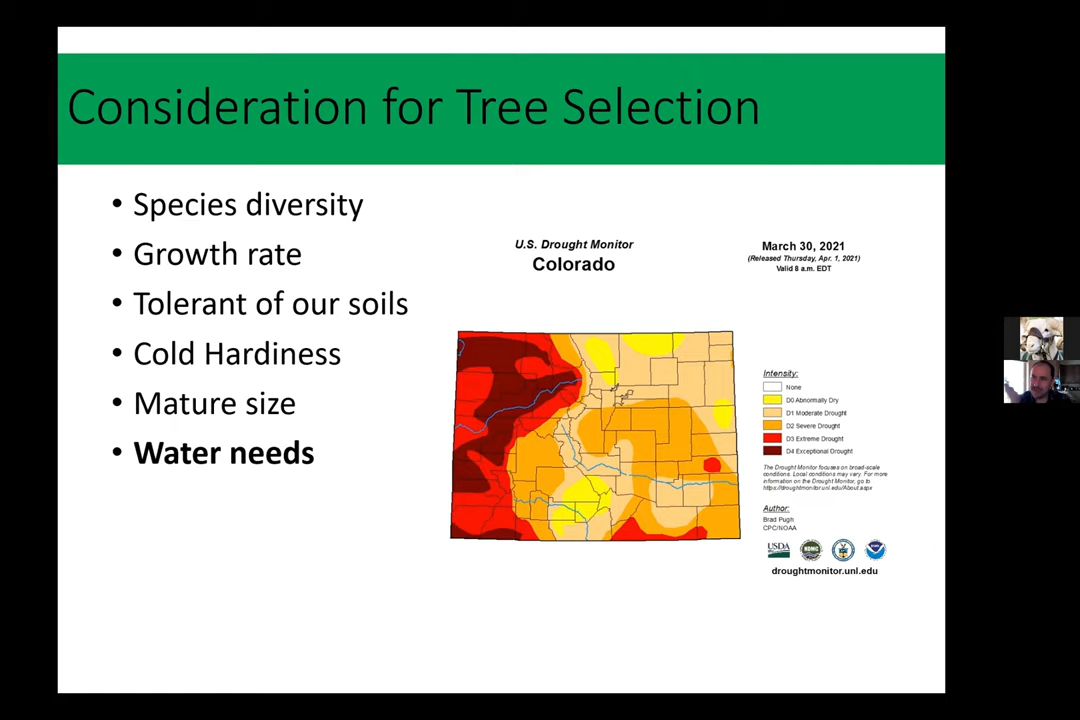 Consideration for Tree Selection
• Species diversity
• Growth rate
• Tolerant of our soils
• Cold Hardiness
• Mature size
• Water needs
U.S. Drought Monitor
Colorado
March 30, 2021
(Released Thursday, Apr. 1, 2021)
Valid 8 a.m. EDT
Intensity:
None
D0 Abnormally Dry
D1 Moderate Drought
D2 Severe Drought
D3 Extreme Drought
D4 Exceptional Drought
The Drought Monitor focuses on broad-scale
conditions. Local conditions may vary. For more
information on the Drought Monitor, go to
https://droughtmonitor.unl.edu/About.aspx
Author:
Brad Pugh
CPC/NOAA
USDA
NDMC
droughtmonitor.unl.edu